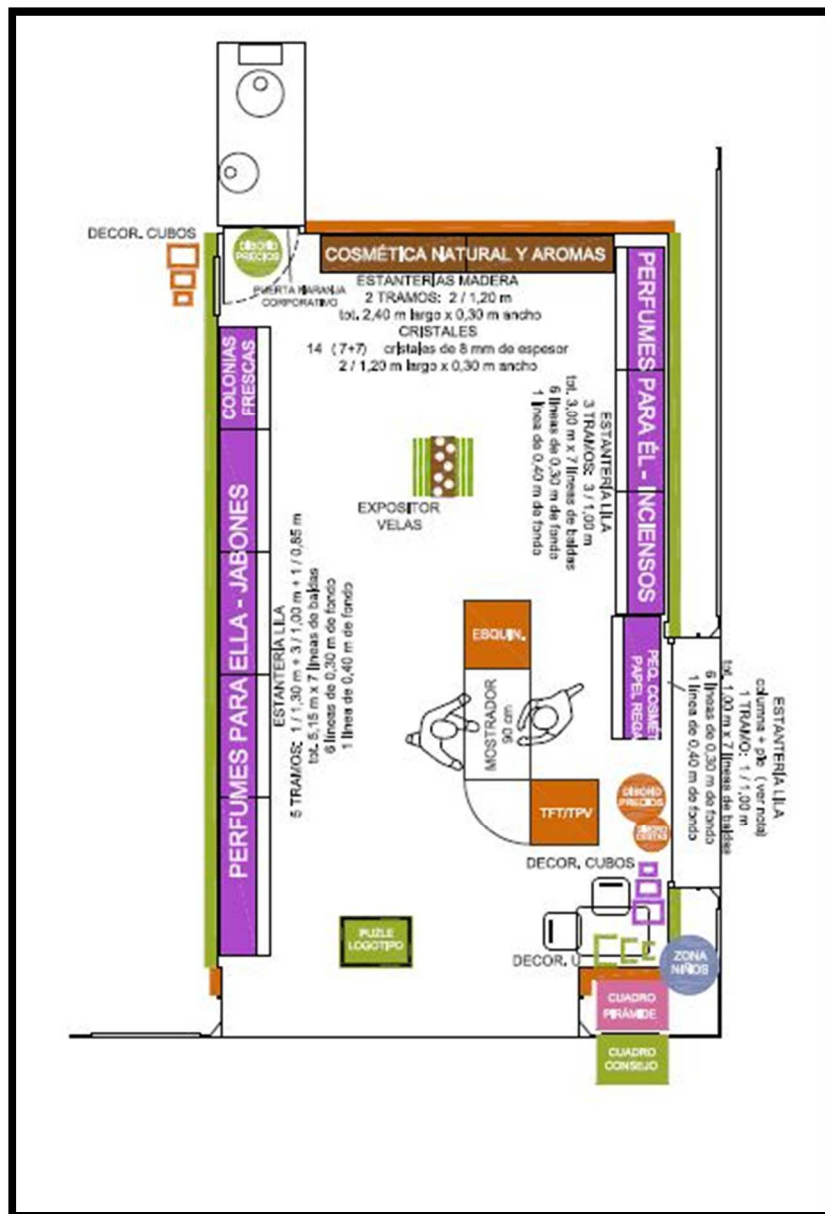 DECOR. CUBOS
DIBOND
PRECIOS
PUERTA NARANJA
CORPORATIVO
COSMÉTICA NATURAL Y AROMAS
ESTANTERÍAS MADERA
2 TRAMOS: 2 / 1,20 m
tot. 2,40 m largo x 0,30 m ancho
CRISTALES
14 (7+7) cristales de 8 mm de espesor
2 / 1,20 m largo x 0,30 m ancho
COLONIAS
FRESCAS
PERFUMES PARA ELLA - JABONES
ESTANTERÍA LILA
5 TRAMOS: 1 / 1,30 m + 3 / 1,00 m + 1 / 0,85 m
tot. 5,15 m x 7 líneas de baldas
6 líneas de 0,30 m de fondo
1 línea de 0,40 m de fondo
EXPOSITOR
VELAS
PERFUMES PARA ÉL - INCIENSOS
ESTANTERÍA LILA
3 TRAMOS: 3 / 1,00 m
tot. 3,00 m x 7 líneas de baldas
6 líneas de 0,30 m de fondo
1 línea de 0,40 m de fondo
ESQUIN.
MOSTRADOR
90 cm
TFT/TPV
PEQ. COSMÉT
PAPEL REGA
ESTANTERÍA LILA
columna + pie (ver nota)
1 TRAMO: 1 / 1,00 m
tot. 1,00 m x 7 líneas de baldas
6 líneas de 0,30 m de fondo
1 línea de 0,40 m de fondo
DIBOND
PRECIOS
DECOR. CUBOS
DECOR. U
PUZLE
LOGOTIPO
ZONA
NIÑOS
CUADRO
PIRÁMIDE
CUADRO
CONSEJO